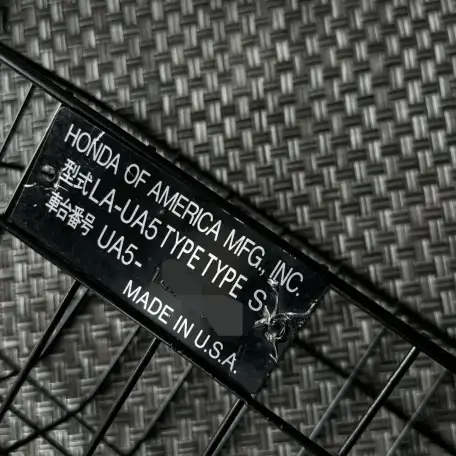 HONDA OF AMERICA MFG., INC.
型式 LA-UA5 TYPE TYPE S
車台番号 UA5-
MADE IN U.S.A.